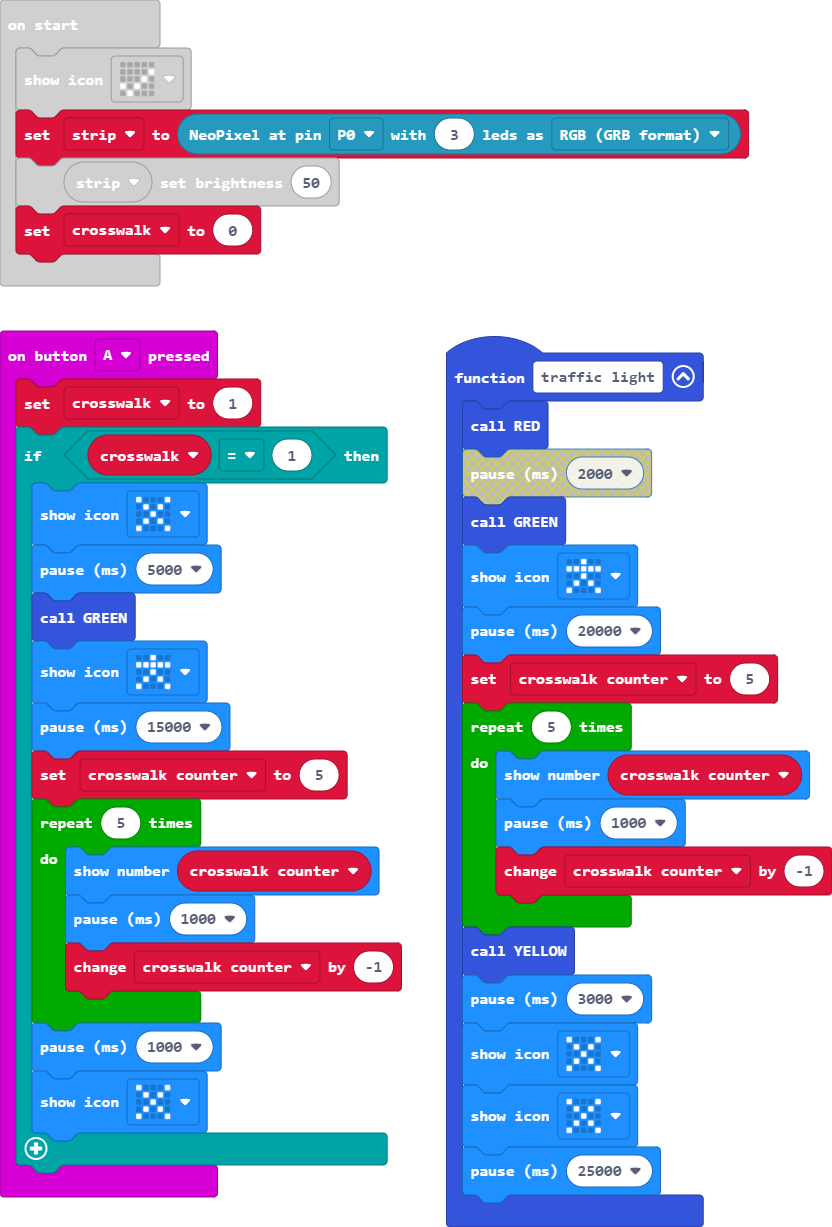 on start
show icon
set strip to NeoPixel at pin P0 with 3 leds as RGB (GRB format)
strip set brightness 50
set crosswalk to 0
on button A pressed
set crosswalk to 1
if crosswalk = 1 then
show icon
pause (ms) 5000
call GREEN
show icon
pause (ms) 15000
set crosswalk counter to 5
repeat 5 times
do
show number crosswalk counter
pause (ms) 1000
change crosswalk counter by -1
pause (ms) 1000
show icon
function traffic light
call RED
pause (ms) 2000
call GREEN
show icon
pause (ms) 20000
set crosswalk counter to 5
repeat 5 times
do
show number crosswalk counter
pause (ms) 1000
change crosswalk counter by -1
call YELLOW
pause (ms) 3000
show icon
show icon
pause (ms) 25000